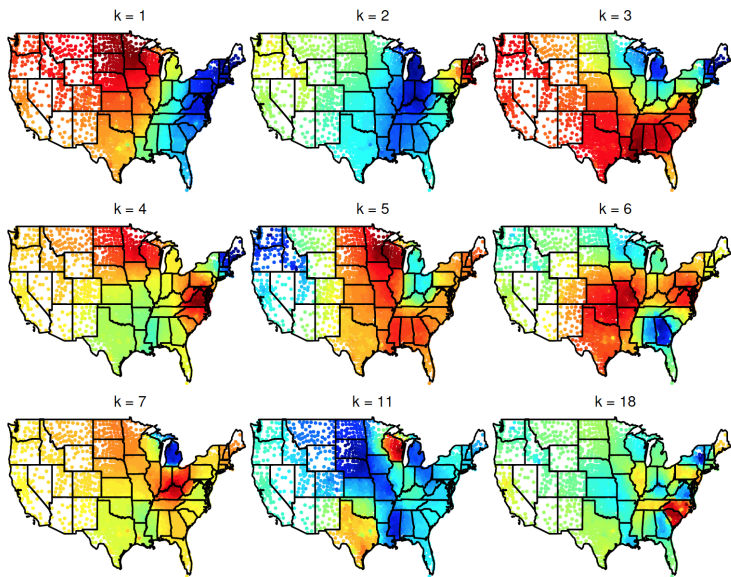 k = 1
k = 2
k = 3
k = 4
k = 5
k = 6
k = 7
k = 11
k = 18